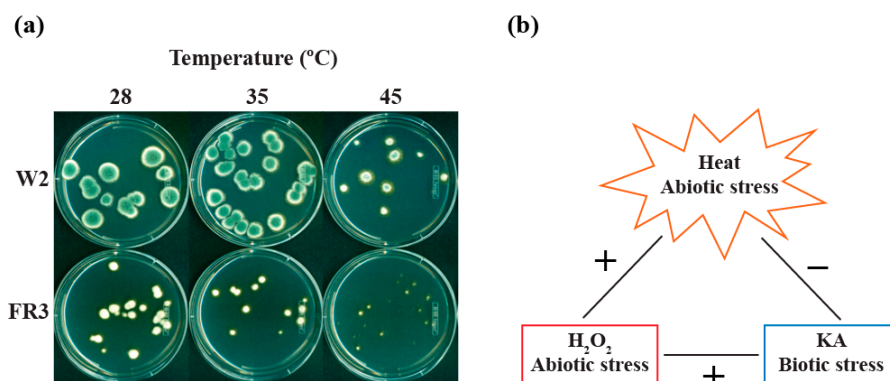 (a)
Temperature (ºC)
28 35 45
W2
FR3
(b)
Heat
Abiotic stress
+
−
H₂O₂
Abiotic stress
+
KA
Biotic stress